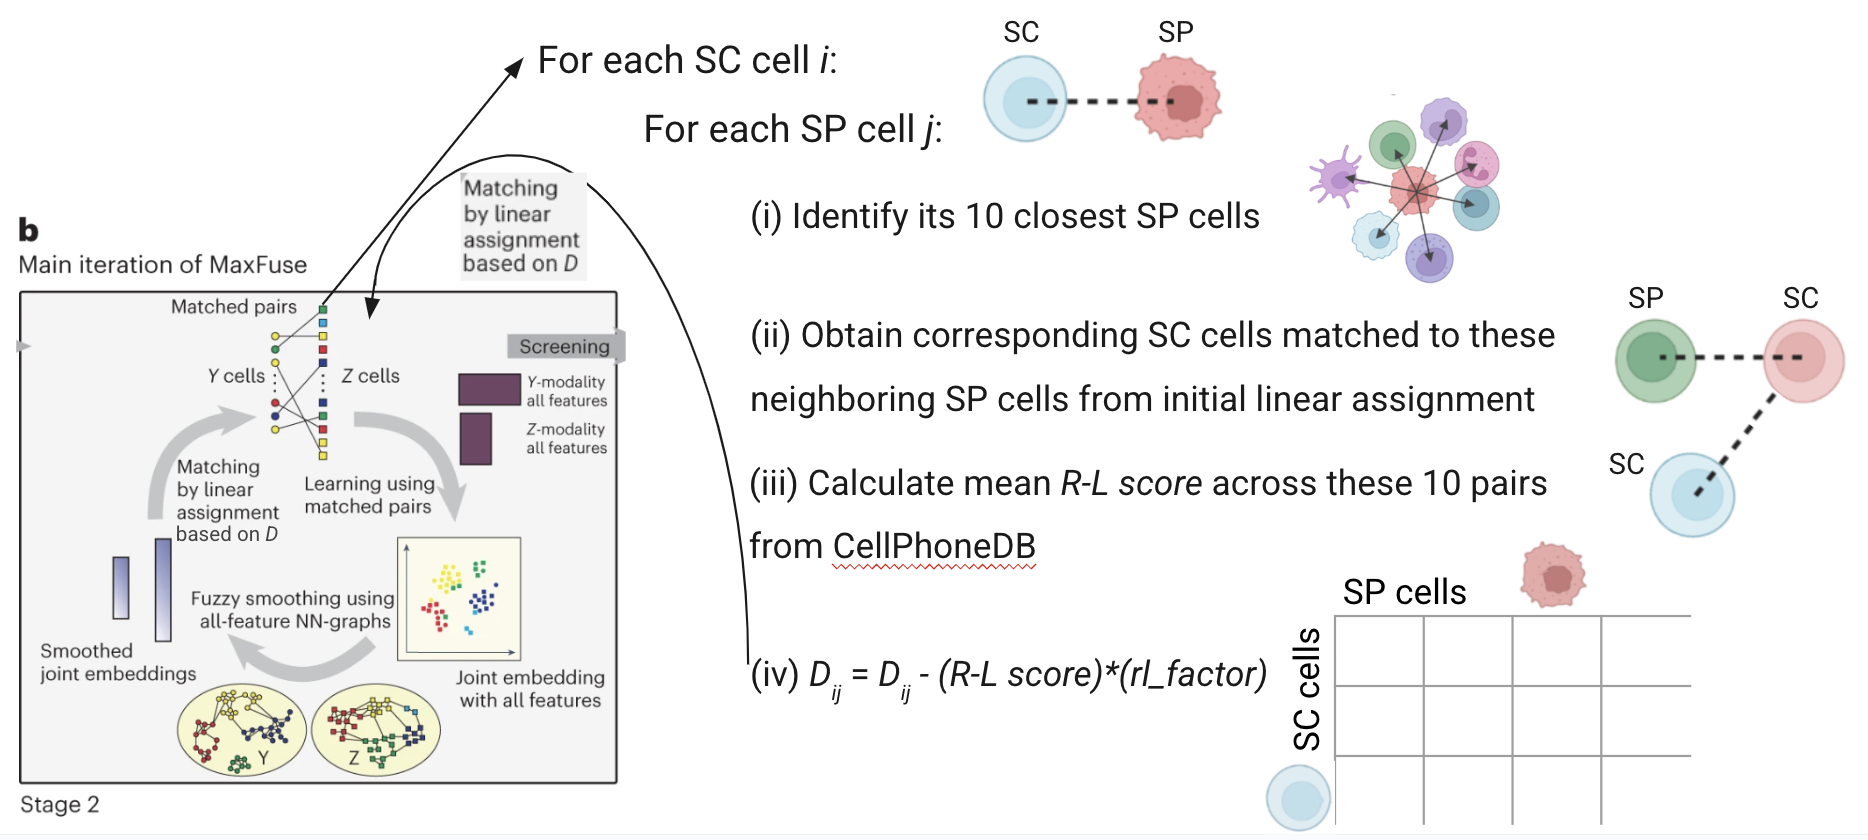 SC
SP
For each SC cell i:
For each SP cell j:
Matching
by linear
assignment
based on D
(i) Identify its 10 closest SP cells
b
Main iteration of MaxFuse
Matched pairs
Screening
Y cells
Z cells
Y-modality
all features
Z-modality
all features
Matching
by linear
assignment
based on D
Learning using
matched pairs
Fuzzy smoothing using
all-feature NN-graphs
Smoothed
joint embeddings
Joint embedding
with all features
Y
Z
Stage 2
SP
SC
(ii) Obtain corresponding SC cells matched to these
neighboring SP cells from initial linear assignment
SC
(iii) Calculate mean R-L score across these 10 pairs
from CellPhoneDB
SP cells
SC cells
(iv) Dij = Dij - (R-L score)*(rl_factor)